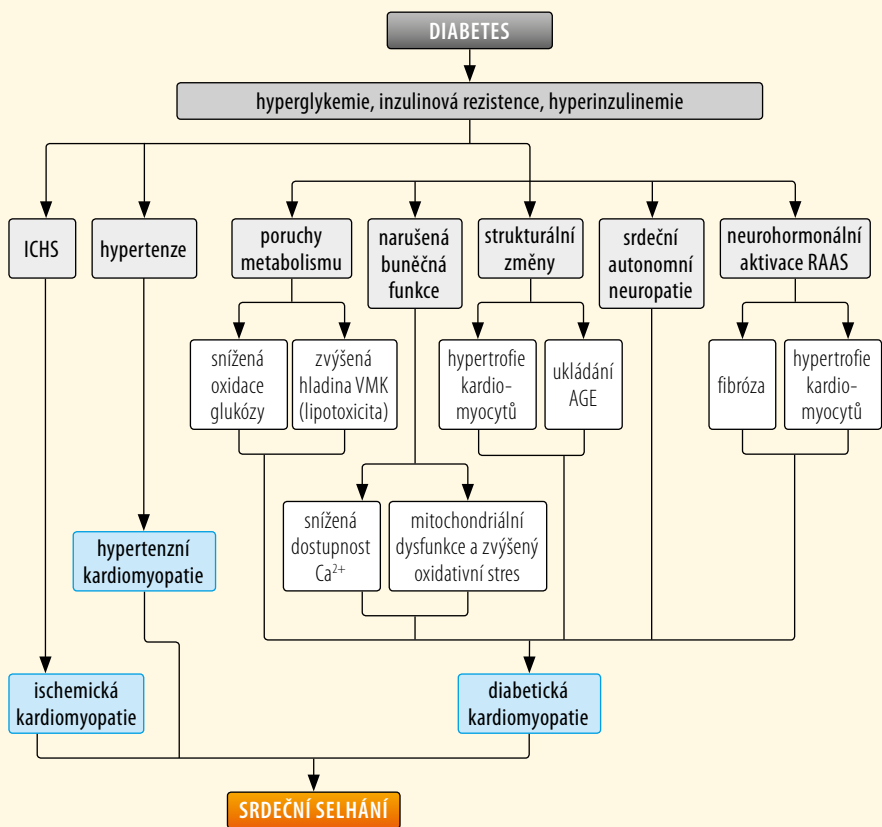 DIABETES
hyperglykemie, inzulinová rezistence, hyperinzulinemie
ICHS
hypertenze
poruchy
metabolismu
narušená
buněčná
funkce
strukturální
změny
srdeční
autonomní
neuropatie
neurohormonální
aktivace RAAS
snížená
oxidace
glukózy
zvýšená
hladina VMK
(lipotoxicita)
hypertrofie
kardio-
myocytů
ukládání
AGE
fibróza
hypertrofie
kardio-
myocytů
snížená
dostupnost
Ca²⁺
mitochondriální
dysfunkce a zvýšený
oxidativní stres
hypertenzní
kardiomyopatie
ischemická
kardiomyopatie
diabetická
kardiomyopatie
SRDEČNÍ SELHÁNÍ